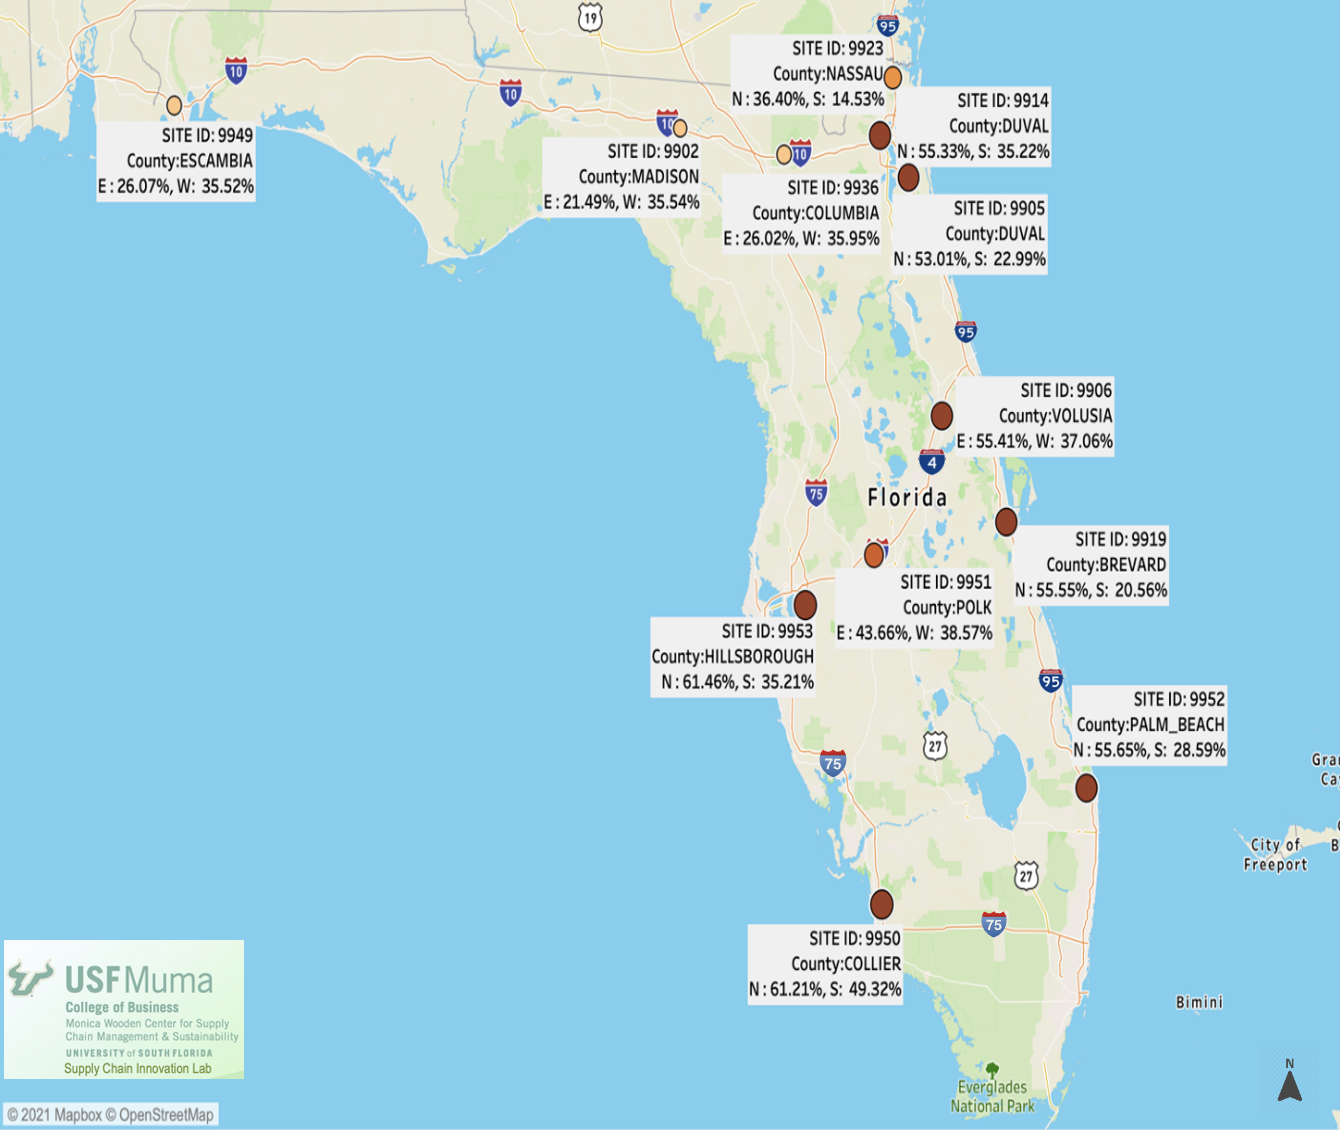 19
95
SITE ID: 9923
County:NASSAU
N : 36.40%, S: 14.53%
10
10
10
10
SITE ID: 9914
County:DUVAL
N : 55.33%, S: 35.22%
SITE ID: 9949
County:ESCAMBIA
E : 26.07%, W: 35.52%
SITE ID: 9902
County:MADISON
E : 21.49%, W: 35.54%
SITE ID: 9936
County:COLUMBIA
E : 26.02%, W: 35.95%
SITE ID: 9905
County:DUVAL
N : 53.01%, S: 22.99%
95
SITE ID: 9906
County:VOLUSIA
E : 55.41%, W: 37.06%
4
75
Florida
SITE ID: 9919
County:BREVARD
N : 55.55%, S: 20.56%
SITE ID: 9951
County:POLK
E : 43.66%, W: 38.57%
SITE ID: 9953
County:HILLSBOROUGH
N : 61.46%, S: 35.21%
95
SITE ID: 9952
County:PALM_BEACH
N : 55.65%, S: 28.59%
27
75
City of
Freeport
27
75
SITE ID: 9950
County:COLLIER
N : 61.21%, S: 49.32%
Bimini
USF Muma
College of Business
Monica Wooden Center for Supply
Chain Management & Sustainability
UNIVERSITY of SOUTH FLORIDA
Supply Chain Innovation Lab
Everglades
National Park
N
© 2021 Mapbox © OpenStreetMap